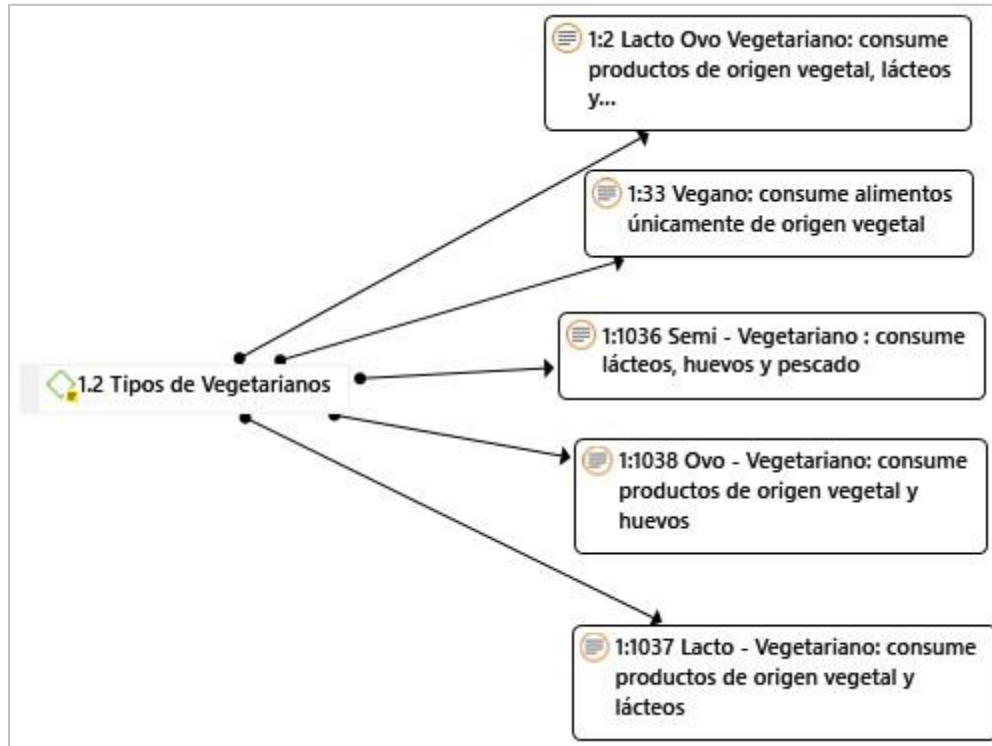 1:2 Lacto Ovo Vegetariano: consume
productos de origen vegetal, lácteos
y...
1:33 Vegano: consume alimentos
únicamente de origen vegetal
1:1036 Semi - Vegetariano : consume
lácteos, huevos y pescado
1.2 Tipos de Vegetarianos
1:1038 Ovo - Vegetariano: consume
productos de origen vegetal y
huevos
1:1037 Lacto - Vegetariano: consume
productos de origen vegetal y
lácteos